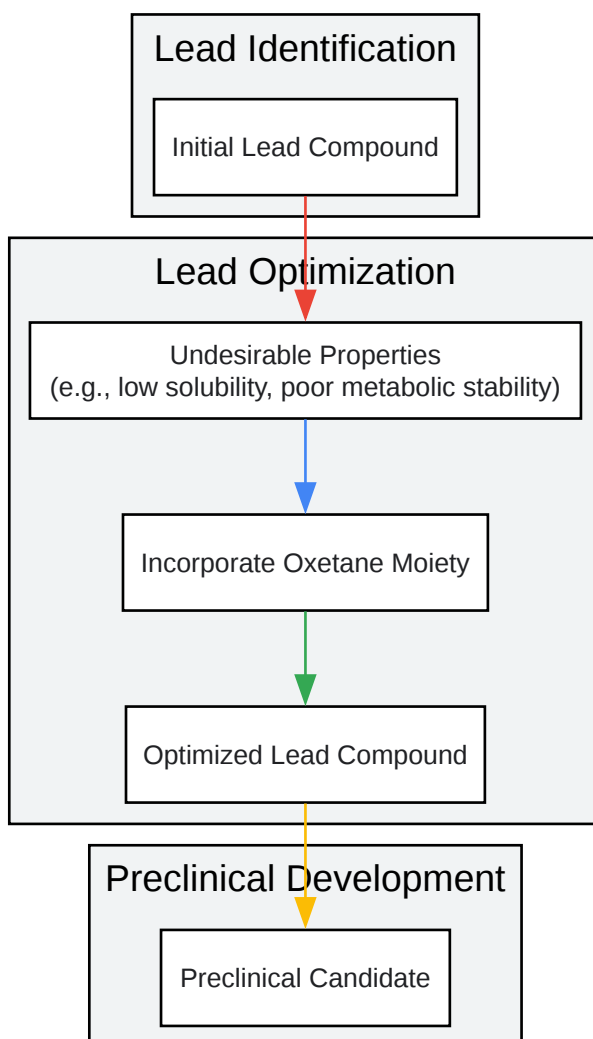 Lead Identification
Initial Lead Compound
Lead Optimization
Undesirable Properties
(e.g., low solubility, poor metabolic stability)
Incorporate Oxetane Moiety
Optimized Lead Compound
Preclinical Development
Preclinical Candidate